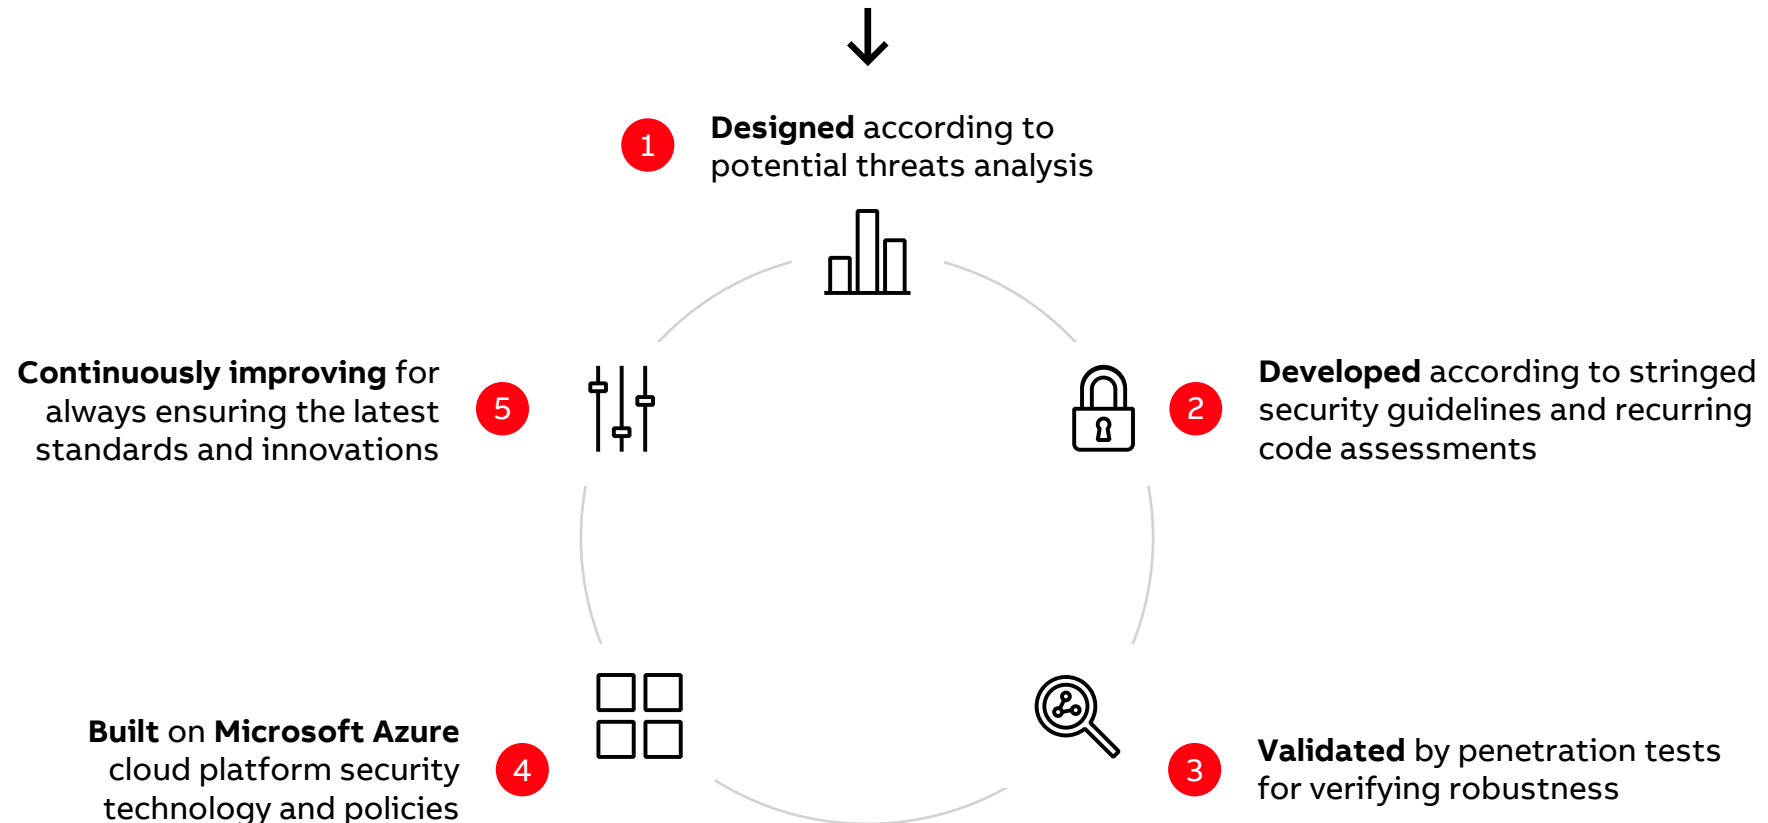 1
Designed according to
potential threats analysis
2
Developed according to stringed
security guidelines and recurring
code assessments
3
Validated by penetration tests
for verifying robustness
4
Built on Microsoft Azure
cloud platform security
technology and policies
5
Continuously improving for
always ensuring the latest
standards and innovations